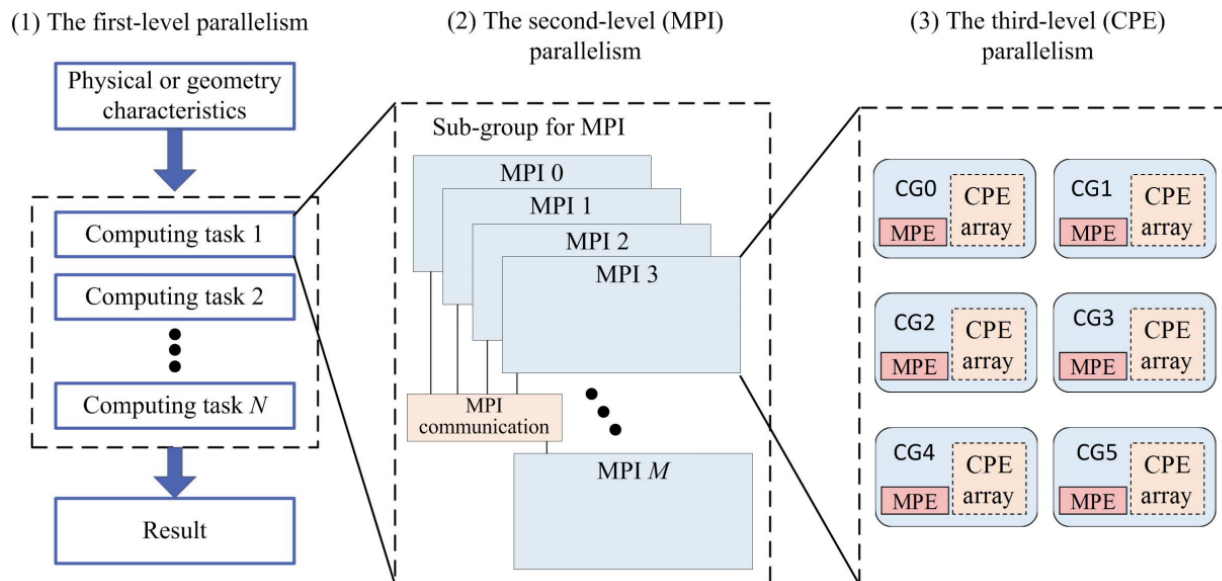 (1) The first-level parallelism
Physical or geometry
characteristics
Computing task 1
Computing task 2
Computing task N
Result
(2) The second-level (MPI)
parallelism
Sub-group for MPI
MPI 0
MPI 1
MPI 2
MPI 3
MPI
communication
MPI M
(3) The third-level (CPE)
parallelism
CG0
CPE
array
MPE
CG1
CPE
array
MPE
CG2
CPE
array
MPE
CG3
CPE
array
MPE
CG4
CPE
array
MPE
CG5
CPE
array
MPE